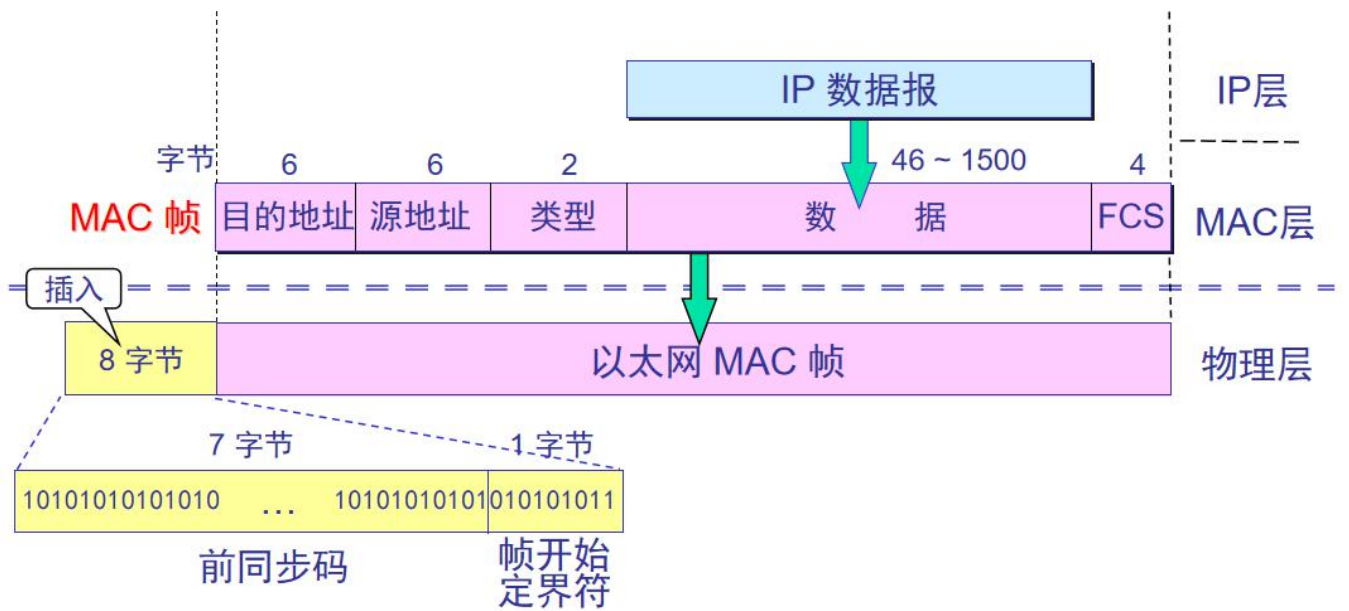 IP 数据报
IP层
字节
6
6
2
46 ~ 1500
4
MAC 帧
目的地址
源地址
类型
数 据
FCS
MAC层
插入
8 字节
以太网 MAC 帧
物理层
7 字节
1 字节
10101010101010 … 10101010101010101011
前同步码
帧开始
定界符